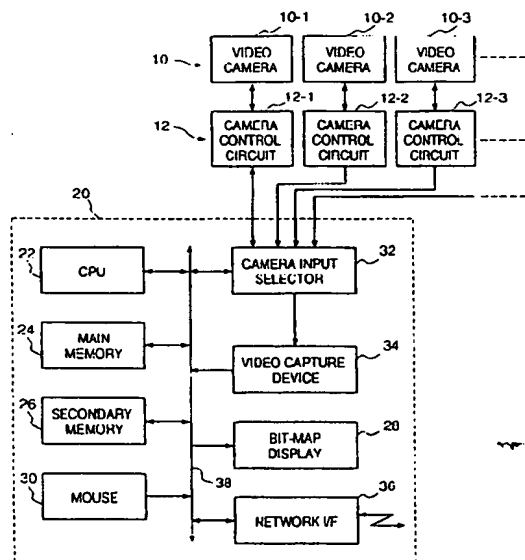 10-1 10-2 10-3
10
VIDEO CAMERA
VIDEO CAMERA
VIDEO CAMERA
12-1 12-2 12-3
12
CAMERA CONTROL CIRCUIT
CAMERA CONTROL CIRCUIT
CAMERA CONTROL CIRCUIT
20
22
CPU
CAMERA INPUT SELECTOR
32
24
MAIN MEMORY
VIDEO CAPTURE DEVICE
34
26
SECONDARY MEMORY
BIT-MAP DISPLAY
28
30
MOUSE
38
NETWORK I/F
36